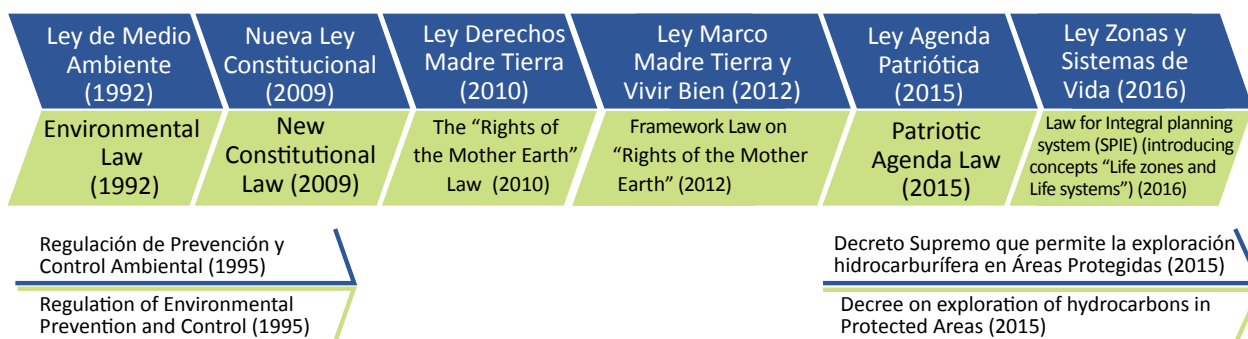 Ley de Medio
Ambiente
(1992)
Nueva Ley
Constitucional
(2009)
Ley Derechos
Madre Tierra
(2010)
Ley Marco
Madre Tierra y
Vivir Bien (2012)
Ley Agenda
Patriótica
(2015)
Ley Zonas y
Sistemas de
Vida (2016)
Environmental
Law
(1992)
New
Constitutional
Law (2009)
The “Rights of
the Mother Earth”
Law (2010)
Framework Law on
“Rights of the Mother
Earth” (2012)
Patriotic
Agenda Law
(2015)
Law for Integral planning
system (SPIE) (introducing
concepts “Life zones and
Life systems”) (2016)
Regulación de Prevención y
Control Ambiental (1995)
Regulation of Environmental
Prevention and Control (1995)
Decreto Supremo que permite la exploración
hidrocarburífera en Áreas Protegidas (2015)
Decree on exploration of hydrocarbons in
Protected Areas (2015)